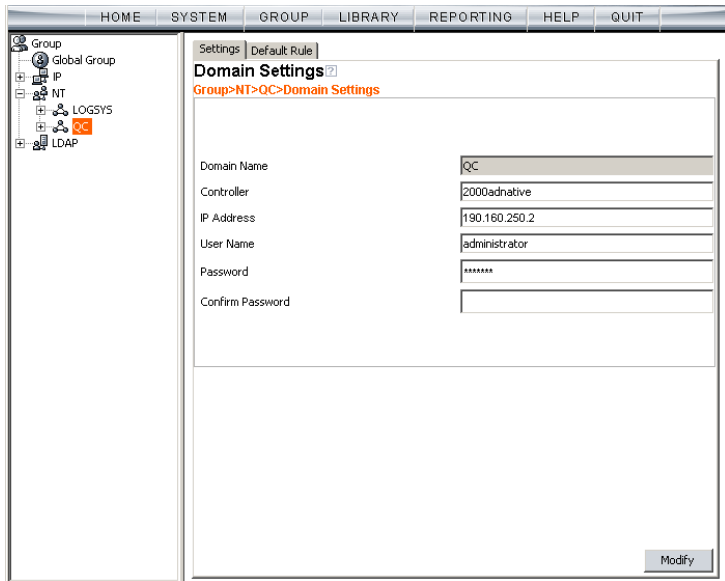 HOME SYSTEM GROUP LIBRARY REPORTING HELP QUIT
Group
Global Group
IP
NT
LOGSYS
QC
LDAP
Settings Default Rule
Domain Settings?
Group>NT>QC>Domain Settings
Domain Name QC
Controller 2000adnative
IP Address 190.160.250.2
User Name administrator
Password *******
Confirm Password
Modify